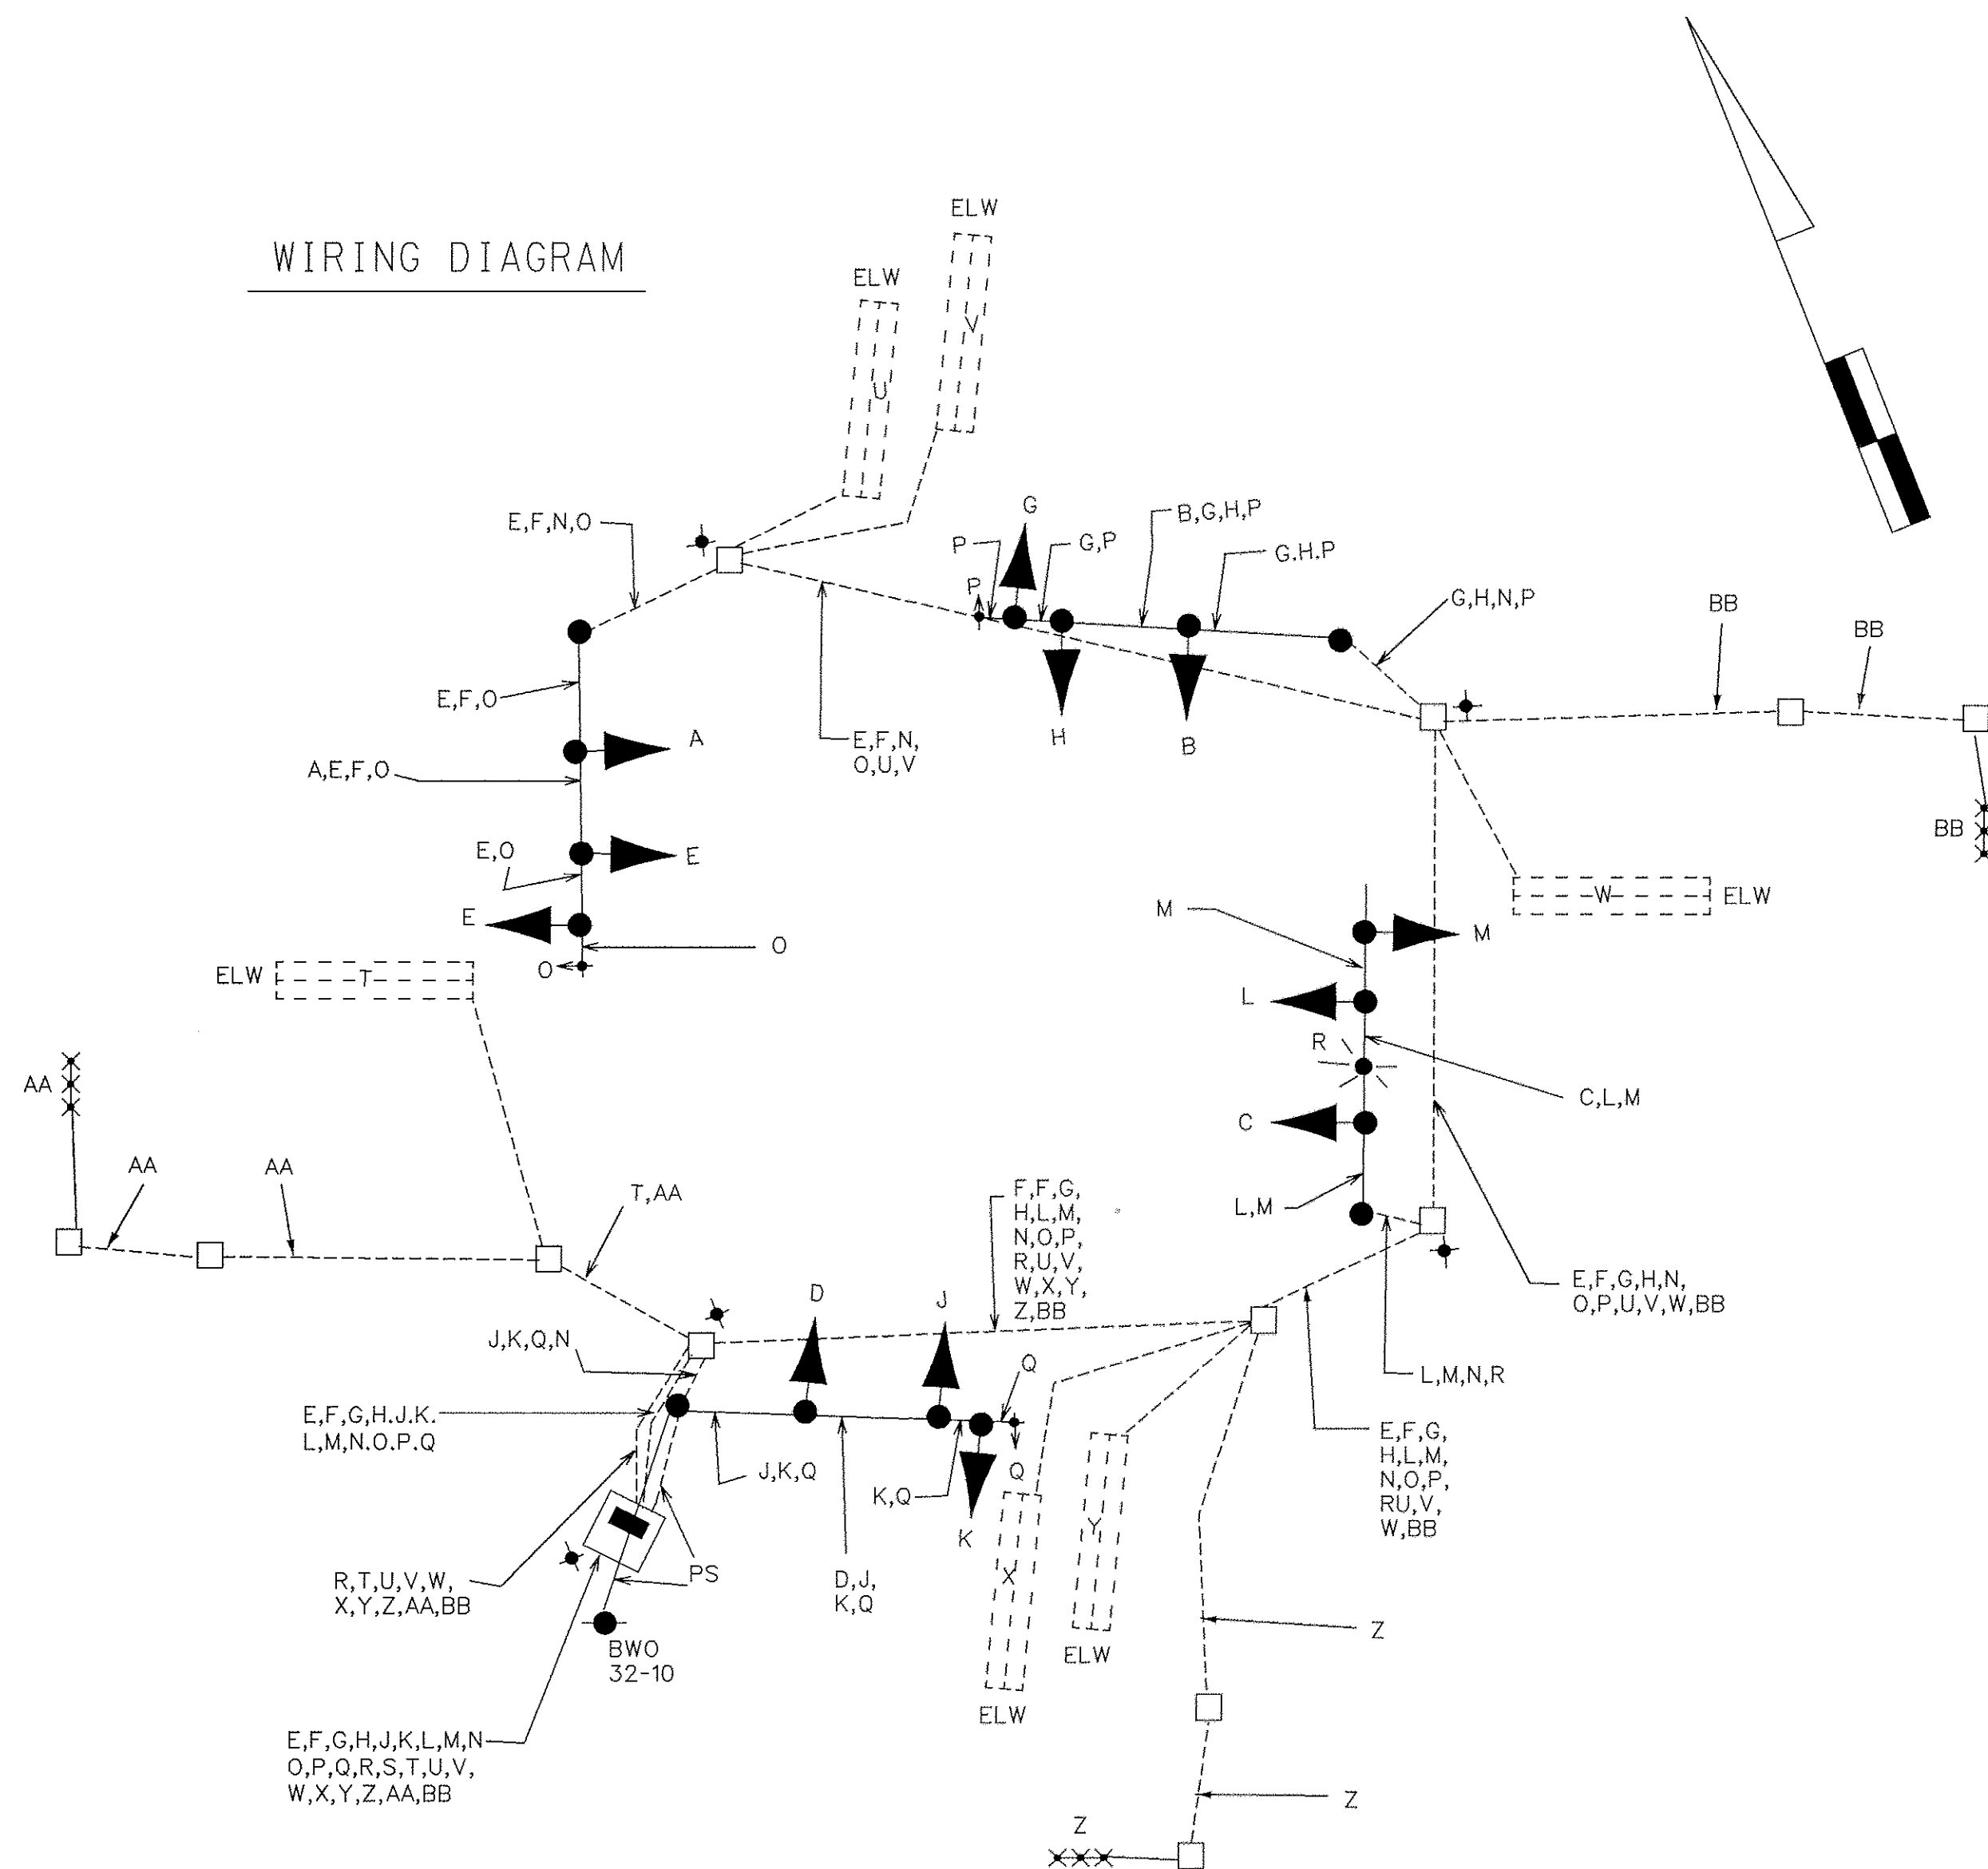 WIRING DIAGRAM
ELW
ELW
V
U
E,F,N,O
G
B,G,H,P
P
G,P
G.H.P
P
G,H,N,P
BB
BB
E,F,O
A
H
B
E,F,N,
O,U,V
A,E,F,O
BB
E,O
E
W
ELW
E
M
M
O
O
ELW
T
L
R
AA
C,L,M
C
AA
AA
T,AA
F,F,G,
H,L,M,
N,O,P,
R,U,V,
W,X,Y,
Z,BB
L,M
E,F,G,H,N,
O,P,U,V,W,BB
D
J
J,K,Q,N
Q
L,M,N,R
E,F,G,H.J.K.
L,M,N.O.P.Q
E,F,G,
H,L,M,
N,O,P,
RU,V,
W,BB
J,K,Q
K,Q
Q
K
Y
X
PS
R,T,U,V,W,
X,Y,Z,AA,BB
D,J,
K,Q
BWO
32-10
ELW
Z
ELW
E,F,G,H,J,K,L,M,N
O,P,Q,R,S,T,U,V,
W,X,Y,Z,AA,BB
Z
Z